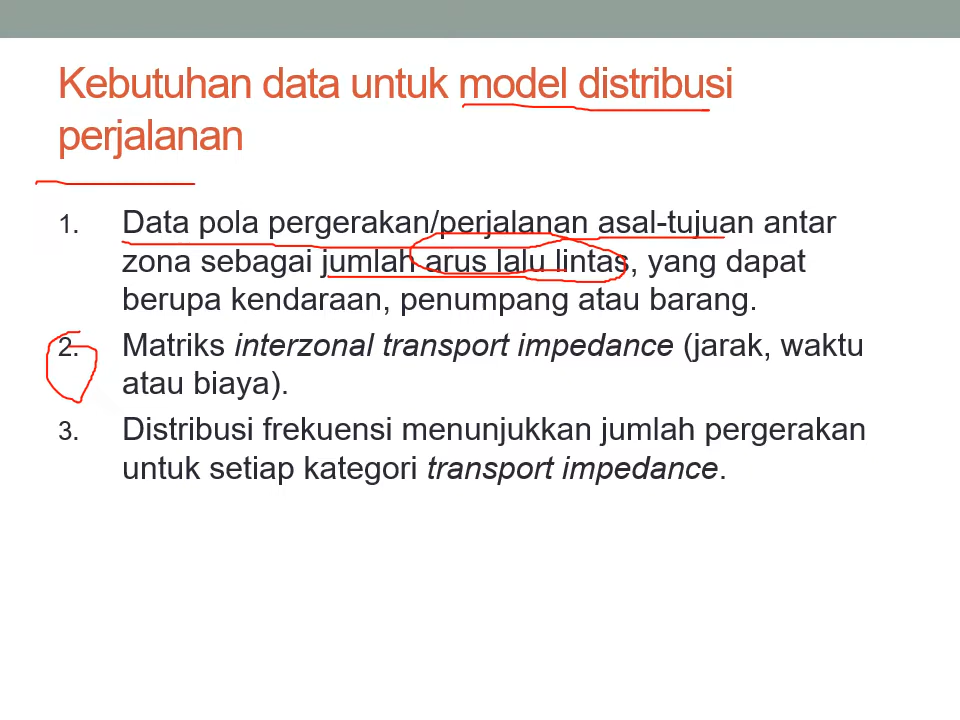 Kebutuhan data untuk model distribusi
perjalanan
1. Data pola pergerakan/perjalanan asal-tujuan antar
zona sebagai jumlah arus lalu lintas, yang dapat
berupa kendaraan, penumpang atau barang.
2. Matriks interzonal transport impedance (jarak, waktu
atau biaya).
3. Distribusi frekuensi menunjukkan jumlah pergerakan
untuk setiap kategori transport impedance.